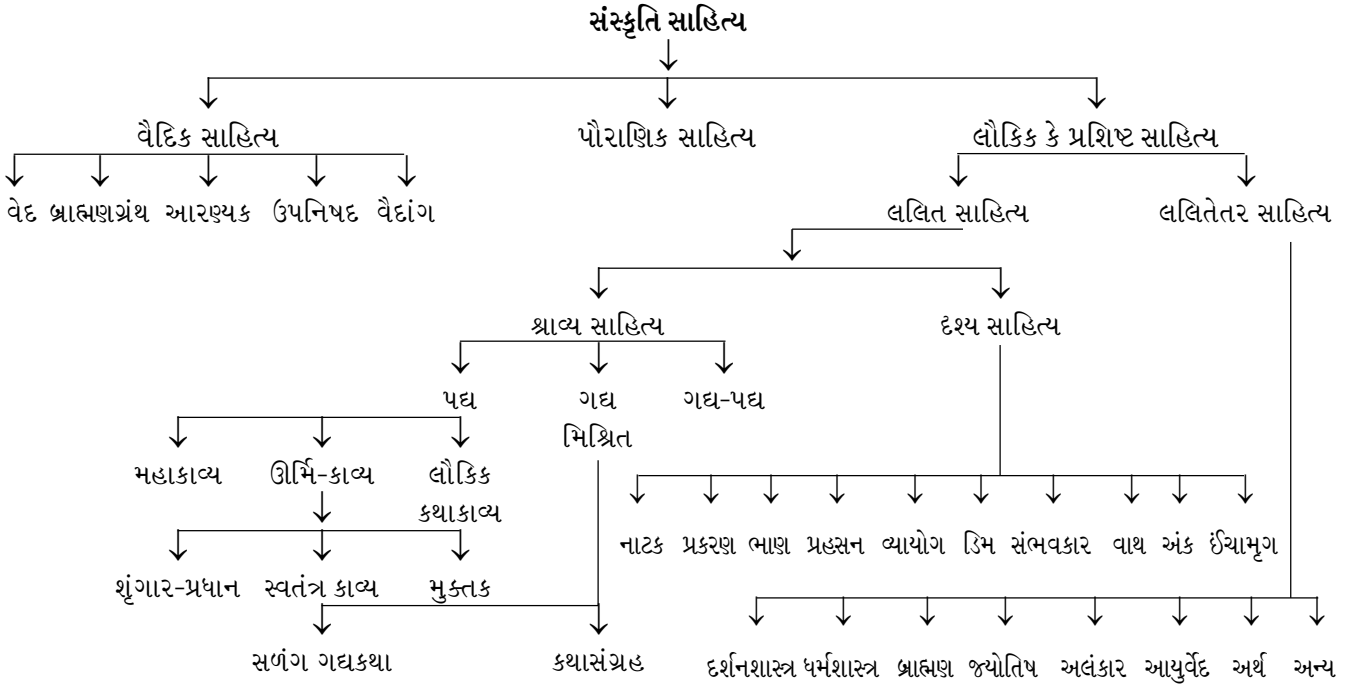 સંસ્કૃતિ સાહિત્ય
વૈદિક સાહિત્ય પૌરાણિક સાહિત્ય લૌકિક કે પ્રશિષ્ટ સાહિત્ય
વેદ બ્રાહ્મણગ્રંથ આરણ્યક ઉપનિષદ વૈદાંગ લલિત સાહિત્ય લલિતેતર સાહિત્ય
શ્રાવ્ય સાહિત્ય દૃશ્ય સાહિત્ય
પદ્ય ગદ્ય ગદ્ય-પદ્ય
મિશ્રિત
મહાકાવ્ય ઊર્મિ-કાવ્ય લૌકિક
કથાકાવ્ય
નાટક પ્રકરણ ભાણ પ્રહસન વ્યાયોગ ડિમ સંભવકાર વાથ અંક ઈંચામૃગ
શૃંગાર-પ્રધાન સ્વતંત્ર કાવ્ય મુક્તક
સળંગ ગદ્યકથા કથાસંગ્રહ દર્શનશાસ્ત્ર ધર્મશાસ્ત્ર બ્રાહ્મણ જ્યોતિષ અલંકાર આયુર્વેદ અર્થ અન્ય